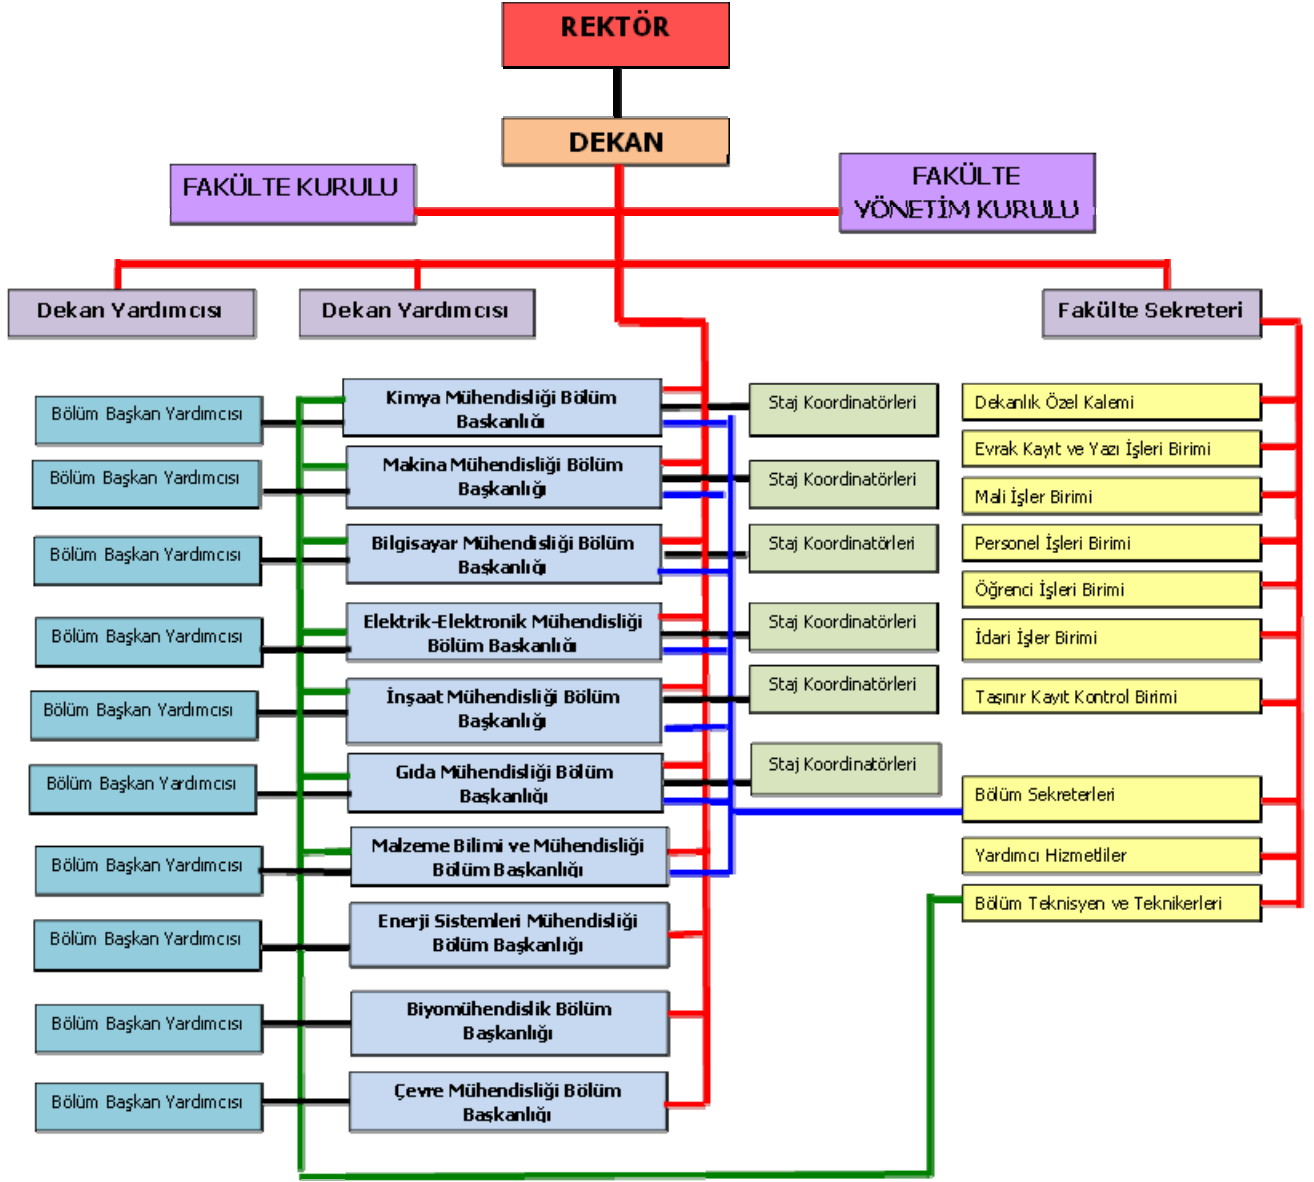 REKTÖR
DEKAN
FAKÜLTE KURULU
FAKÜLTE
YÖNETİM KURULU
Dekan Yardımcısı
Dekan Yardımcısı
Fakülte Sekreteri
Bölüm Başkan Yardımcısı
Kimya Mühendisliği Bölüm
Baskanlığı
Staj Koordinatörleri
Dekanlık Özel Kalemi
Bölüm Başkan Yardımcısı
Makina Mühendisliği Bölüm
Başkanlığı
Staj Koordinatörleri
Evrak Kayıt ve Yazı İşleri Birimi
Mali İşler Birimi
Bölüm Başkan Yardımcısı
Bilgisayar Mühendisliği Bölüm
Başkanlığı
Staj Koordinatörleri
Personel İşleri Birimi
Öğrenci İşleri Birimi
Bölüm Başkan Yardımcısı
Elektrik-Elektronik Mühendisliği
Bölüm Baskanlığı
Staj Koordinatörleri
İdari İşler Birimi
Bölüm Başkan Yardımcısı
İnşaat Mühendisliği Bölüm
Başkanlığı
Staj Koordinatörleri
Taşınır Kayıt Kontrol Birimi
Bölüm Başkan Yardımcısı
Gıda Mühendisliği Bölüm
Başkanlığı
Staj Koordinatörleri
Bölüm Sekreterleri
Bölüm Başkan Yardımcısı
Malzeme Bilimi ve Mühendisliği
Bölüm Başkanlığı
Yardımcı Hizmetliler
Bölüm Teknisyen ve Teknikerleri
Bölüm Başkan Yardımcısı
Enerji Sistemleri Mühendisliği
Bölüm Başkanlığı
Bölüm Başkan Yardımcısı
Biyomühendislik Bölüm
Başkanlığı
Bölüm Başkan Yardımcısı
Çevre Mühendisliği Bölüm
Başkanlığı